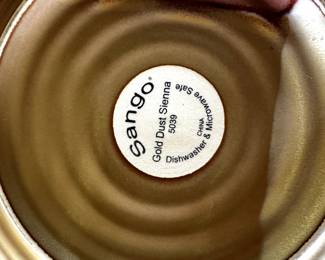 Sango®
Gold Dust Sienna
5039
CHINA
Dishwasher & Microwave Safe